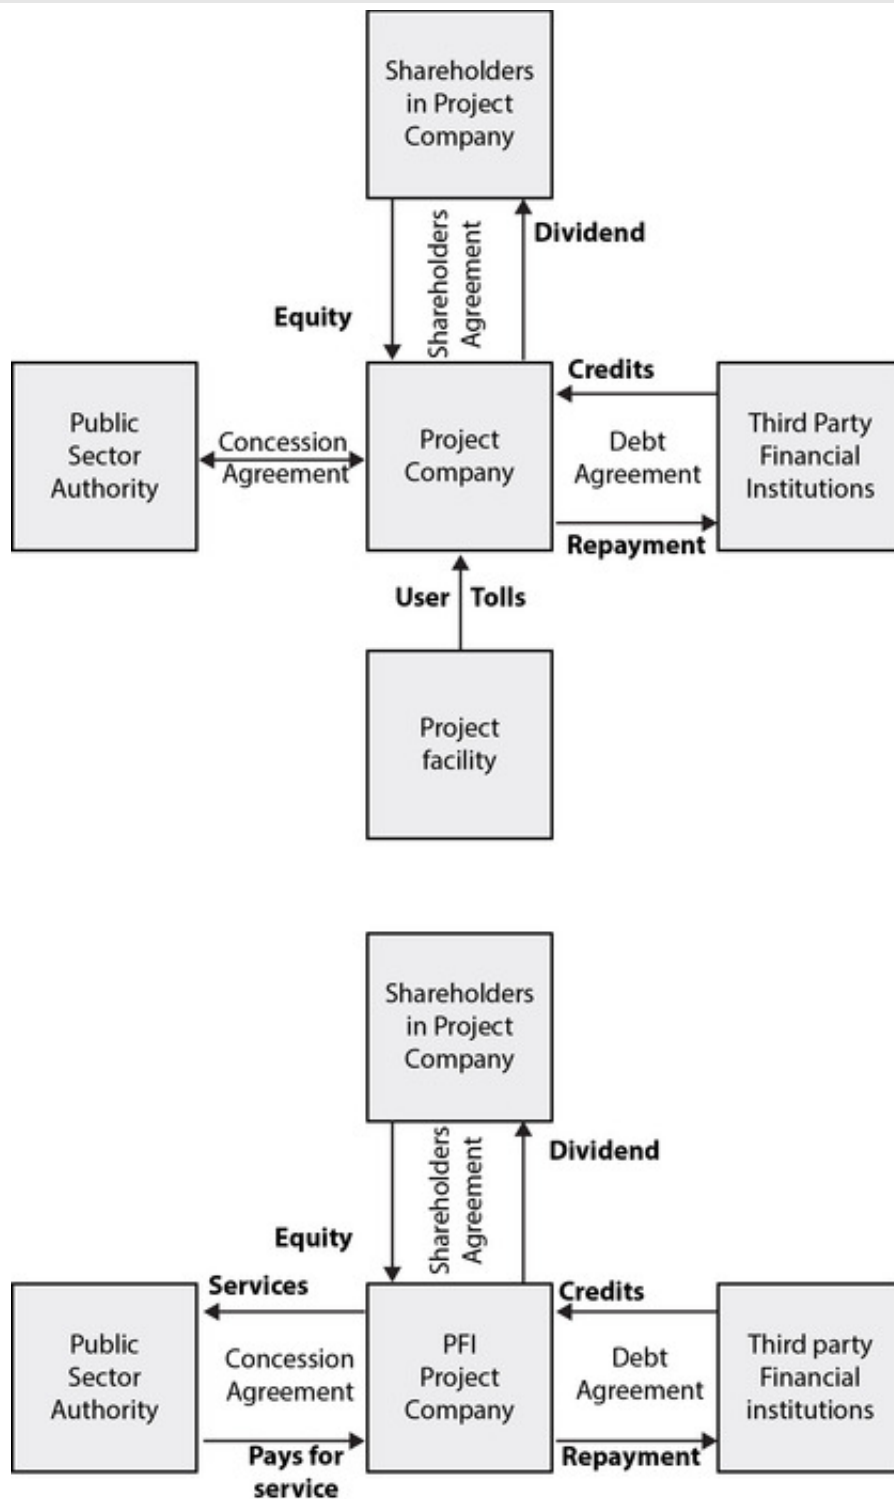 Shareholders
in Project
Company
Equity
Shareholders
Agreement
Dividend
Public
Sector
Authority
Concession
Agreement
Project
Company
Credits
Debt
Agreement
Repayment
Third Party
Financial
Institutions
User Tolls
Project
facility
Shareholders
in Project
Company
Equity
Shareholders
Agreement
Dividend
Public
Sector
Authority
Services
Concession
Agreement
Pays for
service
PFI
Project
Company
Credits
Debt
Agreement
Repayment
Third party
Financial
institutions